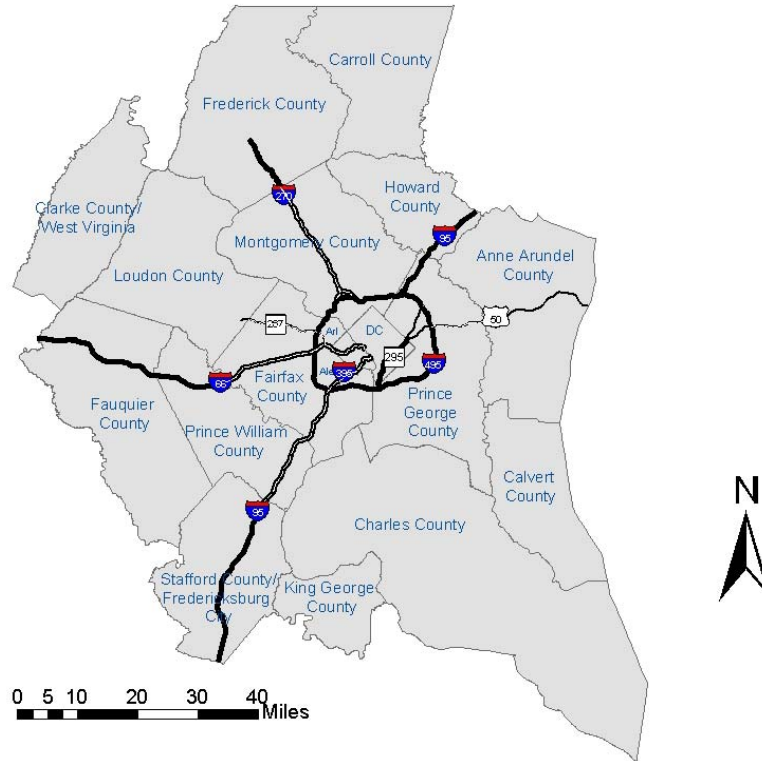 Carroll County
Frederick County
270
Howard
County
95
Clarke County/
West Virginia
Montgomery County
Anne Arundel
County
Loudon County
267
Arl
DC
50
295
495
66
Fairfax
County
Ale
395
Prince
George
County
Fauquier
County
Prince William
County
Calvert
County
N
95
Charles County
Stafford County/
Fredericksburg
City
King George
County
0 5 10 20 30 40
Miles